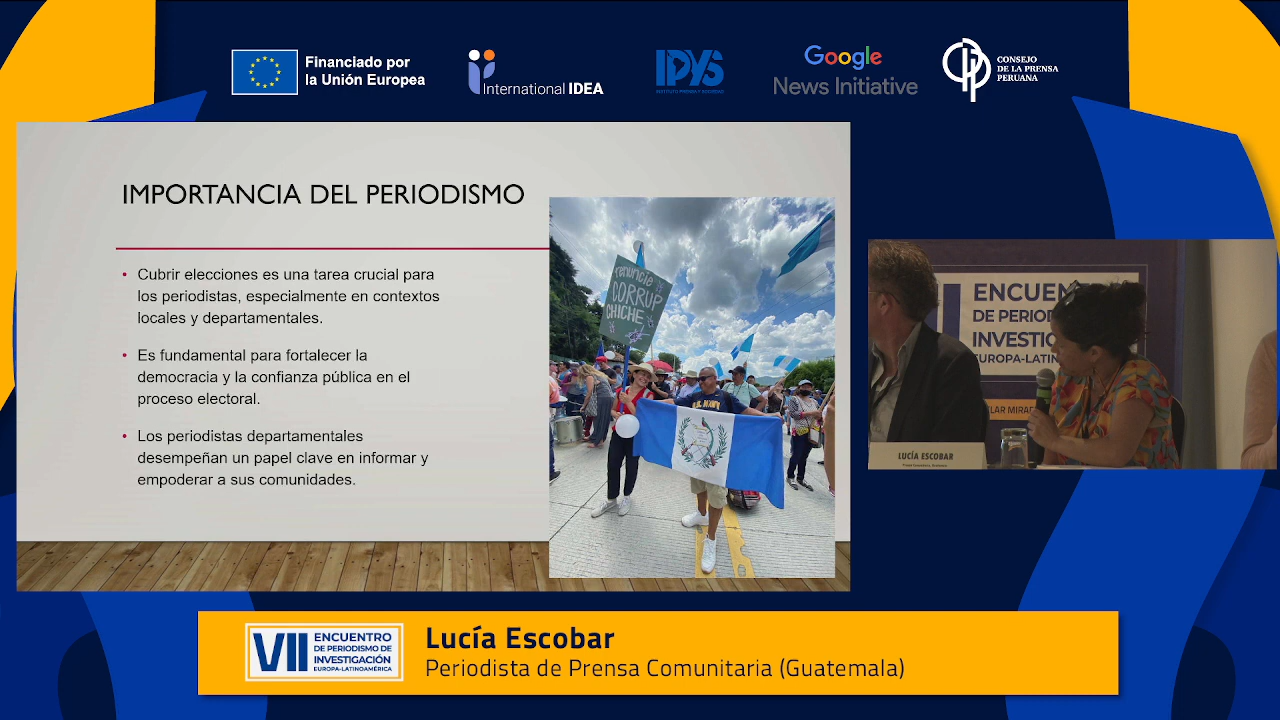 Financiado por
la Unión Europea
International IDEA
IPYS
INSTITUTO PRENSA Y SOCIEDAD
Google
News Initiative
CONSEJO
DE LA PRENSA
PERUANA
IMPORTANCIA DEL PERIODISMO
• Cubrir elecciones es una tarea crucial para
los periodistas, especialmente en contextos
locales y departamentales.
• Es fundamental para fortalecer la
democracia y la confianza pública en el
proceso electoral.
• Los periodistas departamentales
desempeñan un papel clave en informar y
empoderar a sus comunidades.
renuncie
CORRUP
CHICHE
ENCUEN
DE PERIOD
INVESTIG
EUROPA-LATIN
LUCÍA ESCOBAR
VII
ENCUENTRO
DE PERIODISMO DE
INVESTIGACIÓN
EUROPA-LATINOAMÉRICA
Lucía Escobar
Periodista de Prensa Comunitaria (Guatemala)